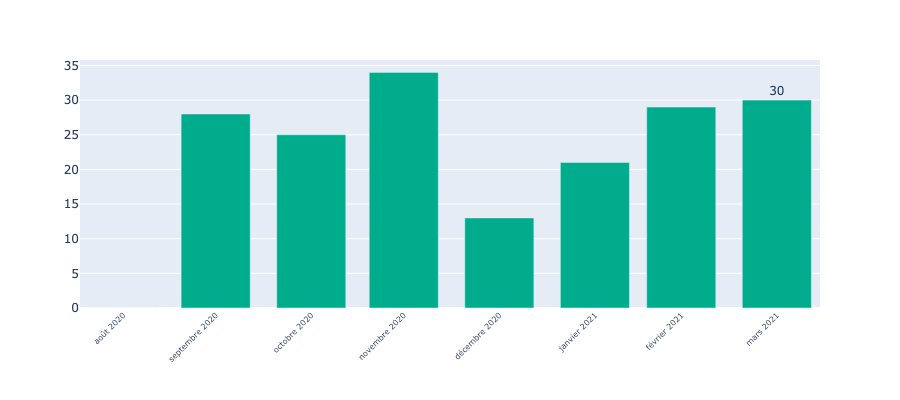 35
30
30
25
20
15
10
5
0
août 2020
septembre 2020
octobre 2020
novembre 2020
décembre 2020
janvier 2021
février 2021
mars 2021